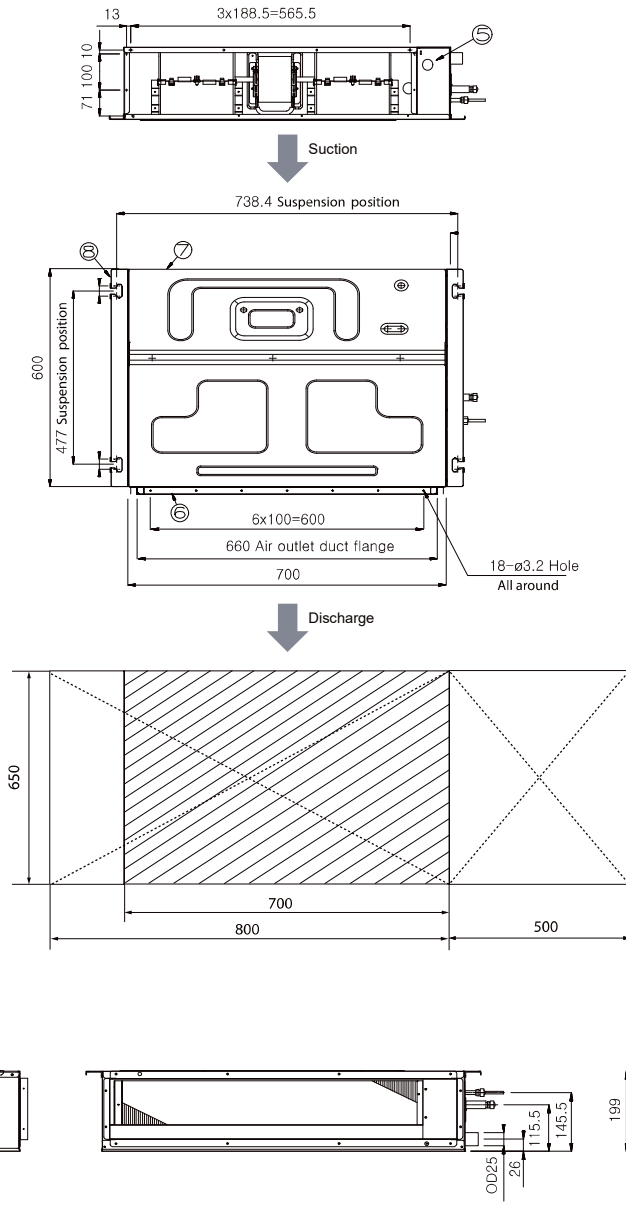 13
3x188.5=565.5
10
100
71
⑤
Suction
738.4 Suspension position
⑧
⑦
600
477 Suspension position
⑥
6x100=600
660 Air outlet duct flange
700
18-ø3.2 Hole
All around
Discharge
650
700
800
500
OD25
26
115.5
145.5
199